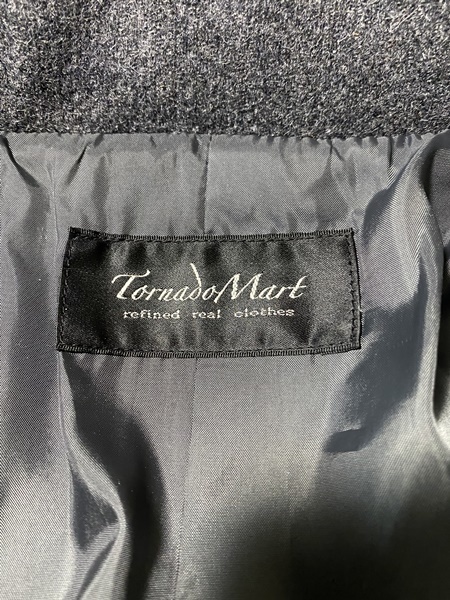 TornadoMart
refined real clothes